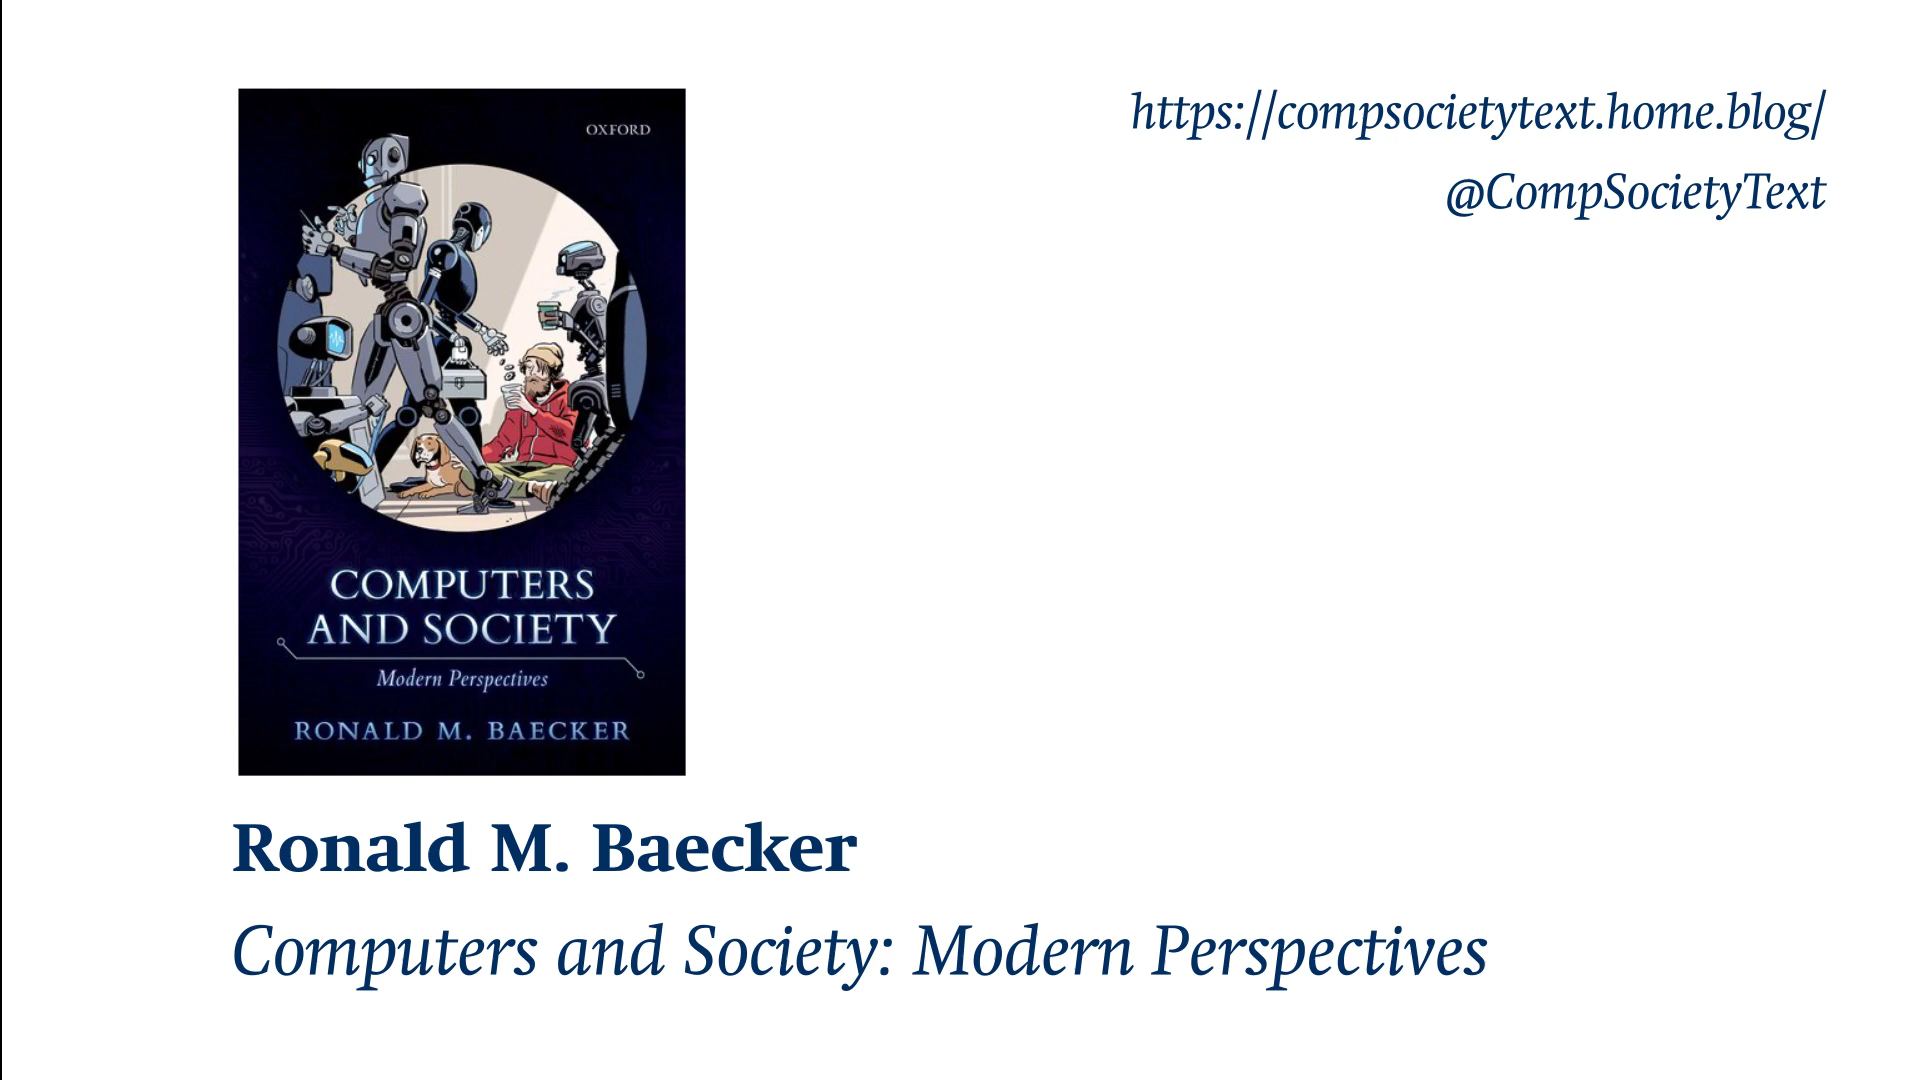 https://compsocietytext.home.blog/
@CompSocietyText
OXFORD
COMPUTERS
AND SOCIETY
Modern Perspectives
RONALD M. BAECKER
Ronald M. Baecker
Computers and Society: Modern Perspectives